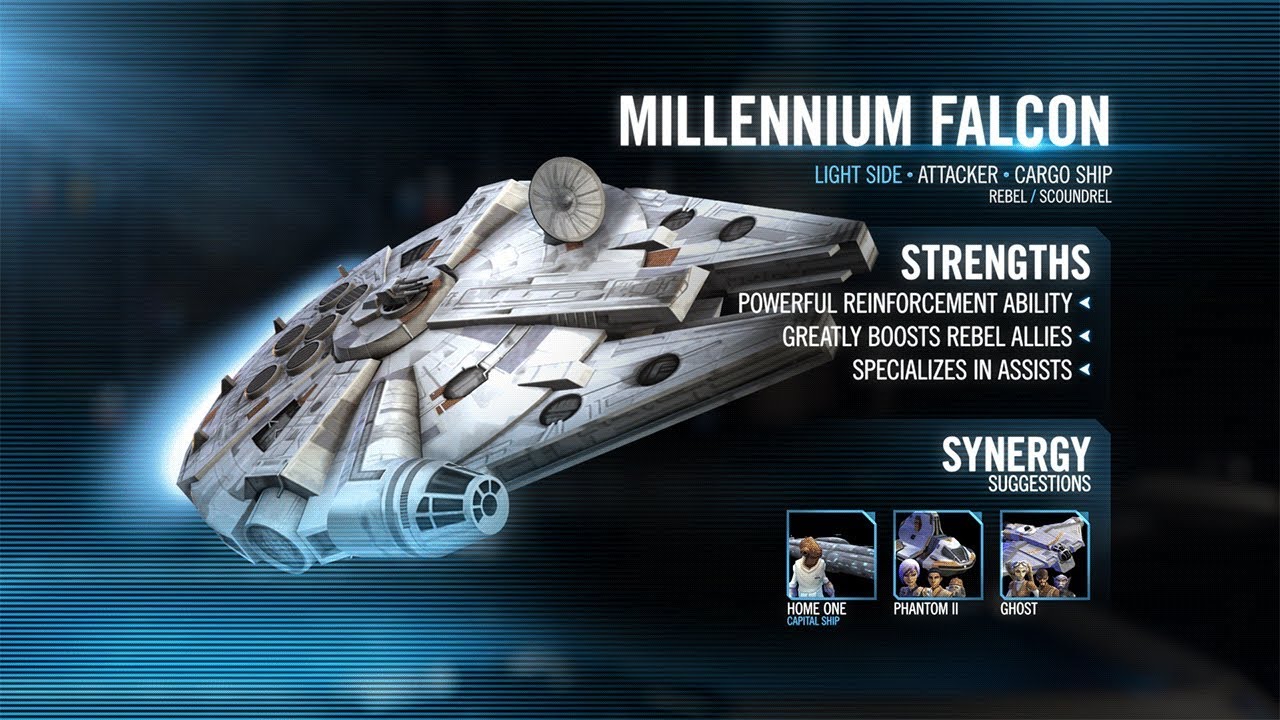 MILLENNIUM FALCON
LIGHT SIDE • ATTACKER • CARGO SHIP
REBEL / SCOUNDREL
STRENGTHS
POWERFUL REINFORCEMENT ABILITY
GREATLY BOOSTS REBEL ALLIES
SPECIALIZES IN ASSISTS
SYNERGY
SUGGESTIONS
HOME ONE
CAPITAL SHIP
PHANTOM II
GHOST